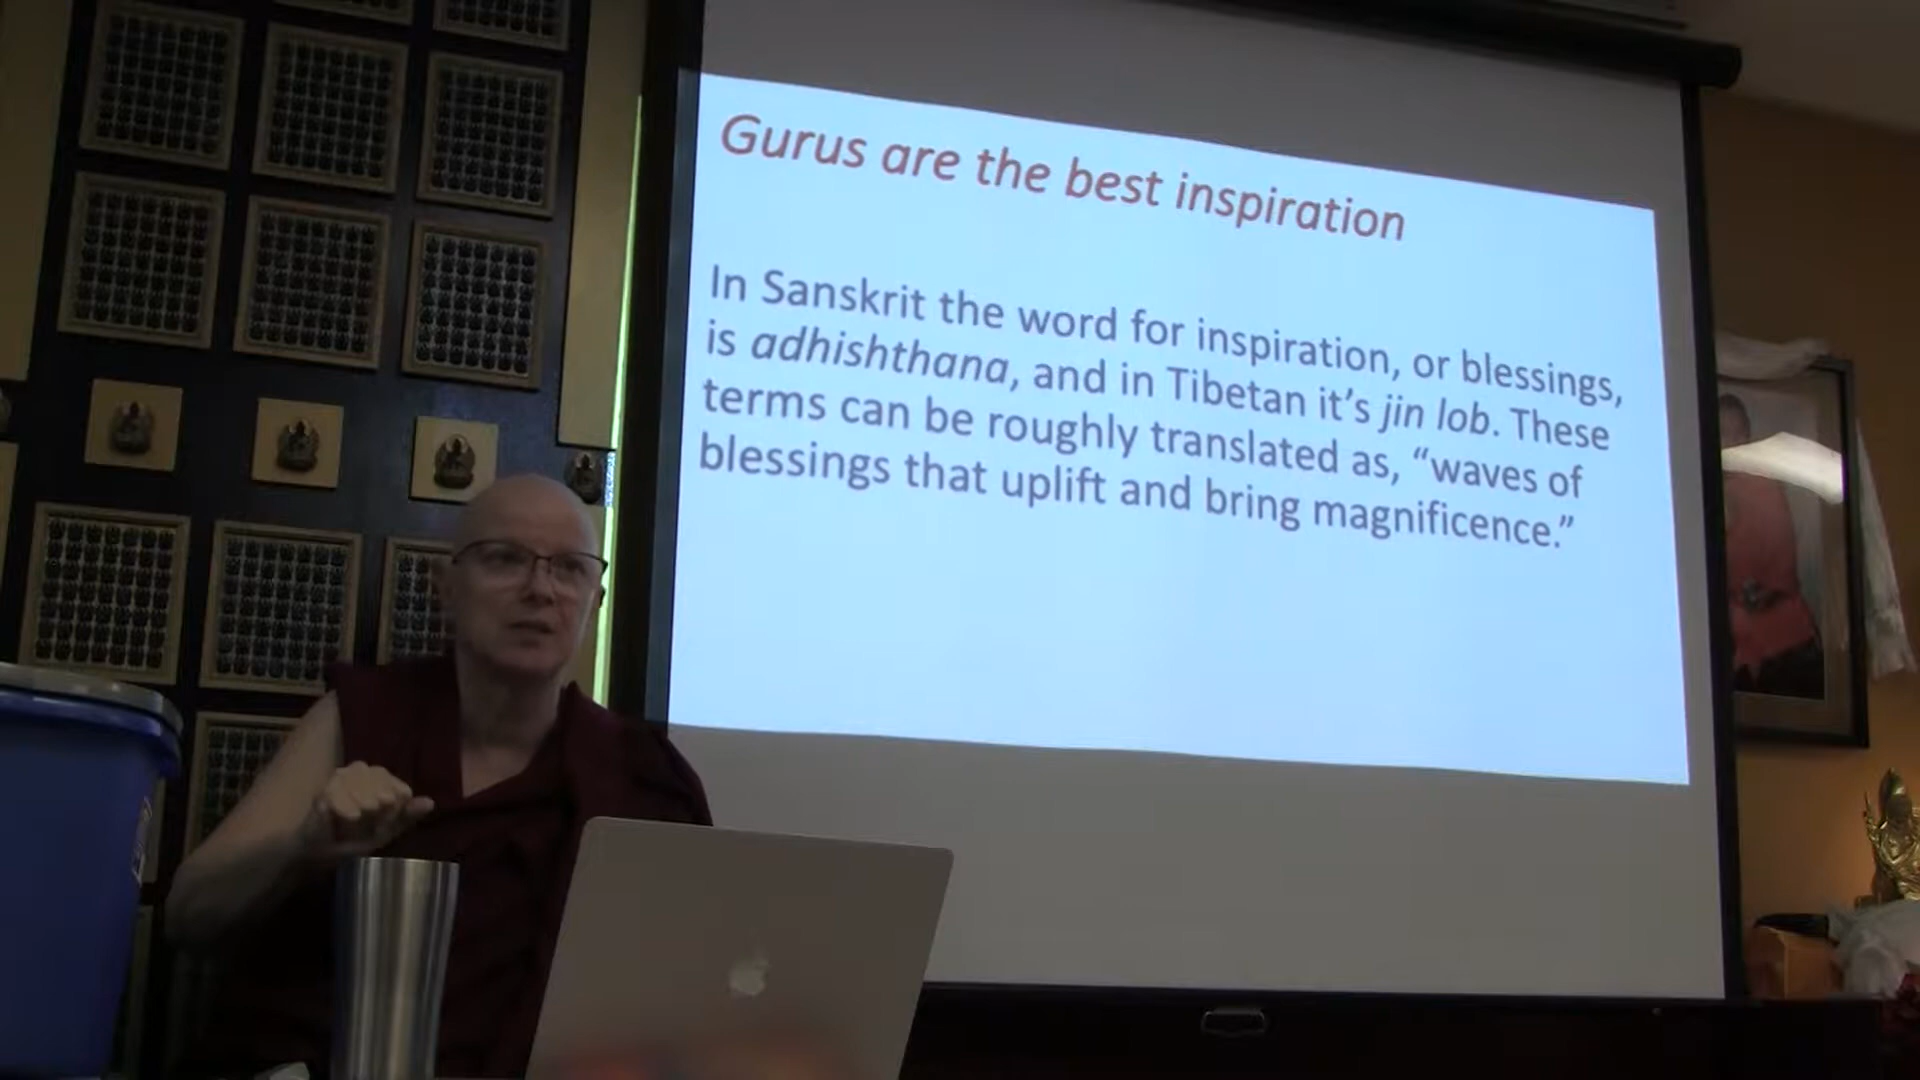 Gurus are the best inspiration
In Sanskrit the word for inspiration, or blessings,
is adhishthana, and in Tibetan it’s jin lob. These
terms can be roughly translated as, “waves of
blessings that uplift and bring magnificence.”